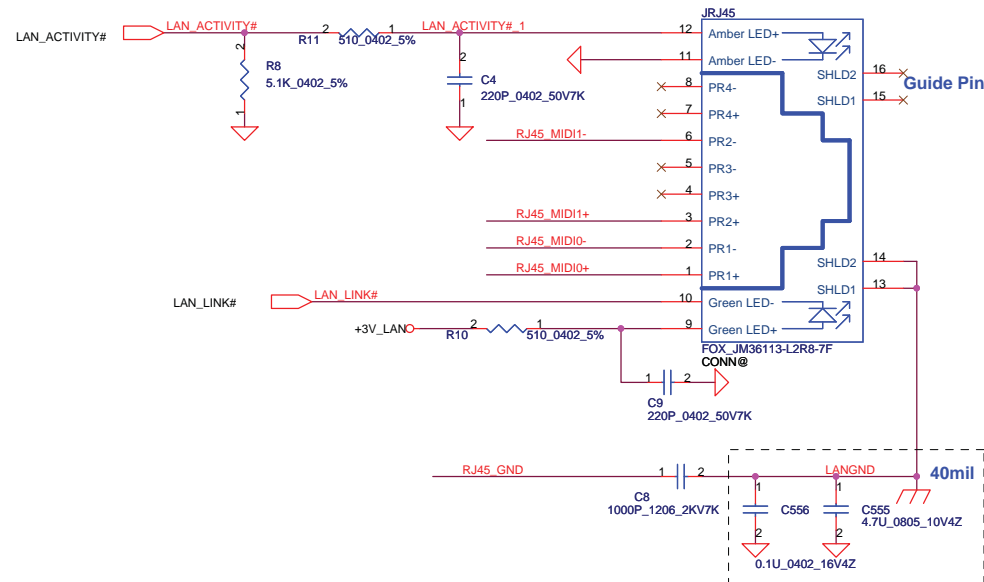 JRJ45
LAN_ACTIVITY#
LAN_ACTIVITY#
2
R11
1
510_0402_5%
LAN_ACTIVITY#_1
12
Amber LED+
11
Amber LED-
2
R8
5.1K_0402_5%
1
2
C4
220P_0402_50V7K
1
SHLD2
16
Guide Pin
SHLD1
15
8
PR4-
7
PR4+
RJ45_MIDI1-
6
PR2-
5
PR3-
4
PR3+
RJ45_MIDI1+
3
PR2+
RJ45_MIDI0-
2
PR1-
RJ45_MIDI0+
1
PR1+
SHLD2
14
SHLD1
13
LAN_LINK#
LAN_LINK#
10
Green LED-
+3V_LAN
2
R10
1
510_0402_5%
9
Green LED+
FOX_JM36113-L2R8-7F
CONN@
1
2
C9
220P_0402_50V7K
RJ45_GND
1
2
C8
1000P_1206_2KV7K
LANGND
40mil
1
C556
2
0.1U_0402_16V4Z
1
C555
4.7U_0805_10V4Z
2